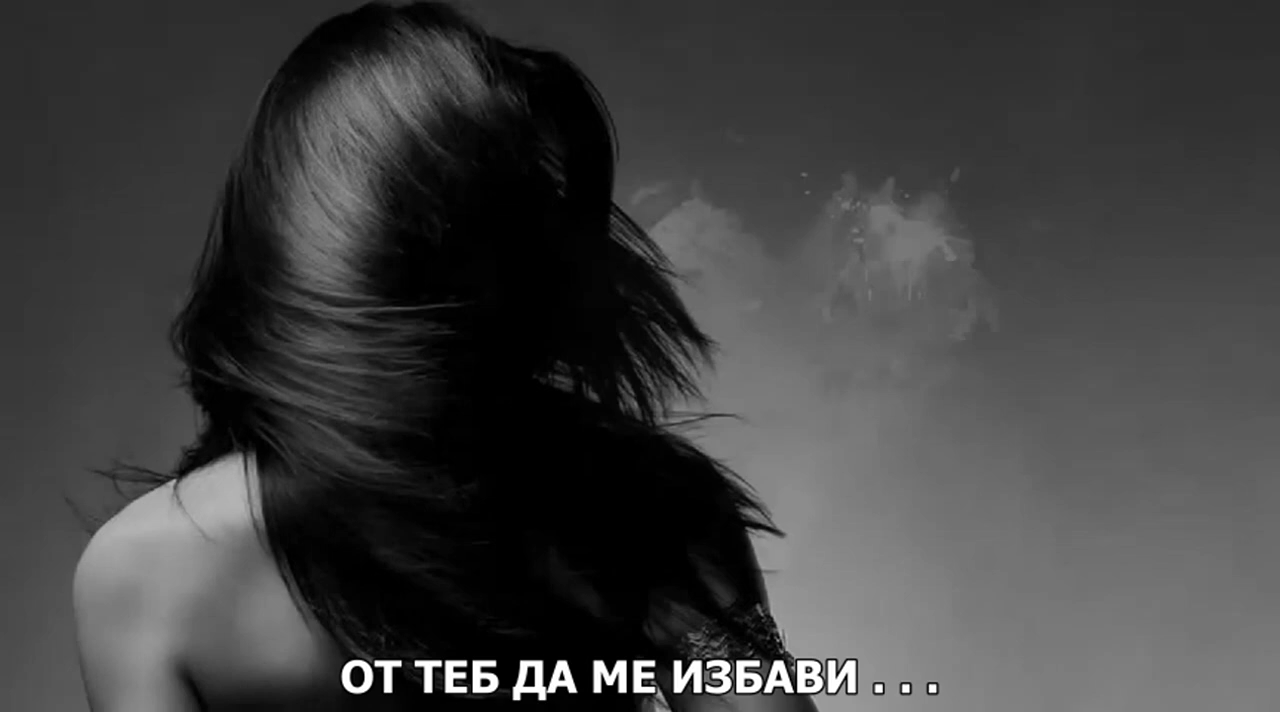 ОТ ТЕБ ДА МЕ ИЗБАВИ . . .